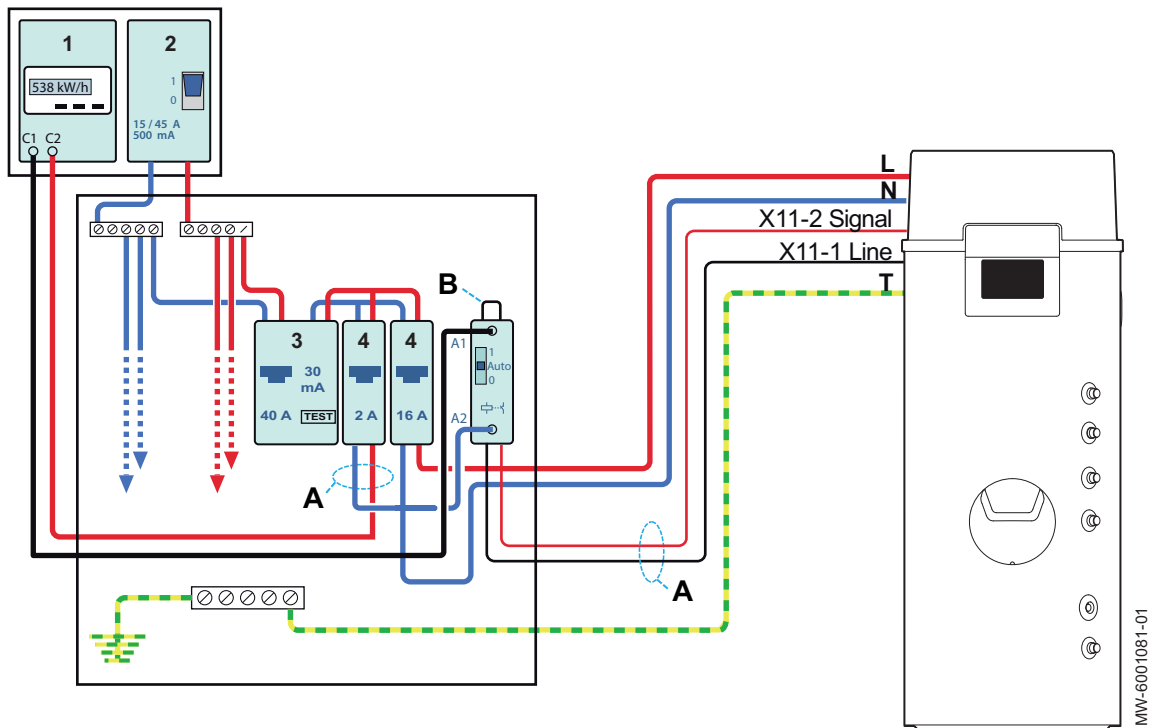 1
2
538 kW/h
1
0
15 / 45 A
500 mA
C1 C2
L
N
X11-2 Signal
X11-1 Line
T
B
3
4
4
A1
1
Auto
0
30
mA
40 A
TEST
2 A
16 A
A2
A
A
MW-6001081-01